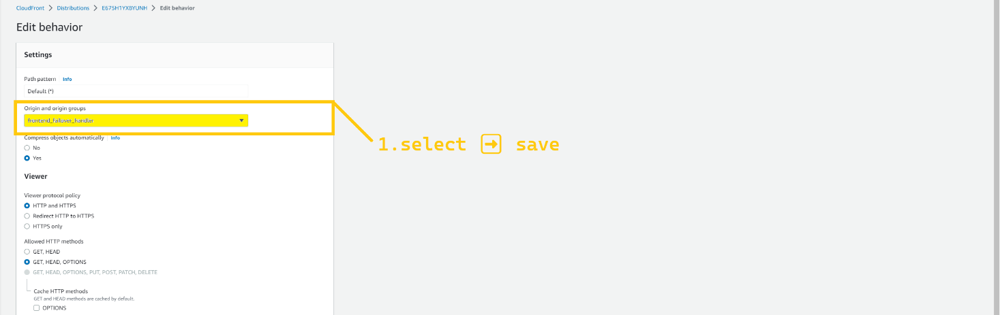 CloudFront > Distributions > E675H1YXBYUNH > Edit behavior
Edit behavior
Settings
Path pattern Info
Default (*)
Origin and origin groups
frontend_failover_handler
1.select ➡ save
Compress objects automatically Info
No
Yes
Viewer
Viewer protocol policy
HTTP and HTTPS
Redirect HTTP to HTTPS
HTTPS only
Allowed HTTP methods
GET, HEAD
GET, HEAD, OPTIONS
GET, HEAD, OPTIONS, PUT, POST, PATCH, DELETE
Cache HTTP methods
GET and HEAD methods are cached by default.
OPTIONS